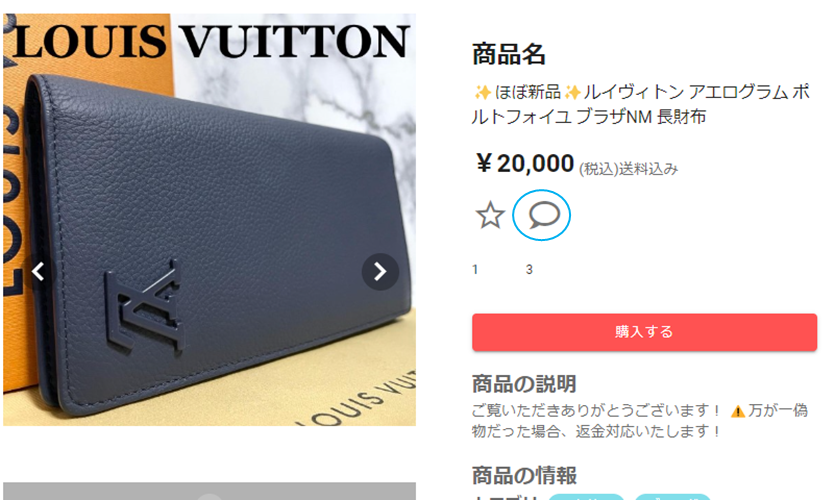 LOUIS VUITTON
商品名
✨ほぼ新品✨ルイヴィトン アエログラム ポ
ルトフォイユ ブラザNM 長財布
¥20,000 (税込)送料込み
1 3
購入する
商品の説明
ご覧いただきありがとうございます！ ⚠️万が一偽
物だった場合、返金対応いたします！
LOUIS VUIT
商品の情報